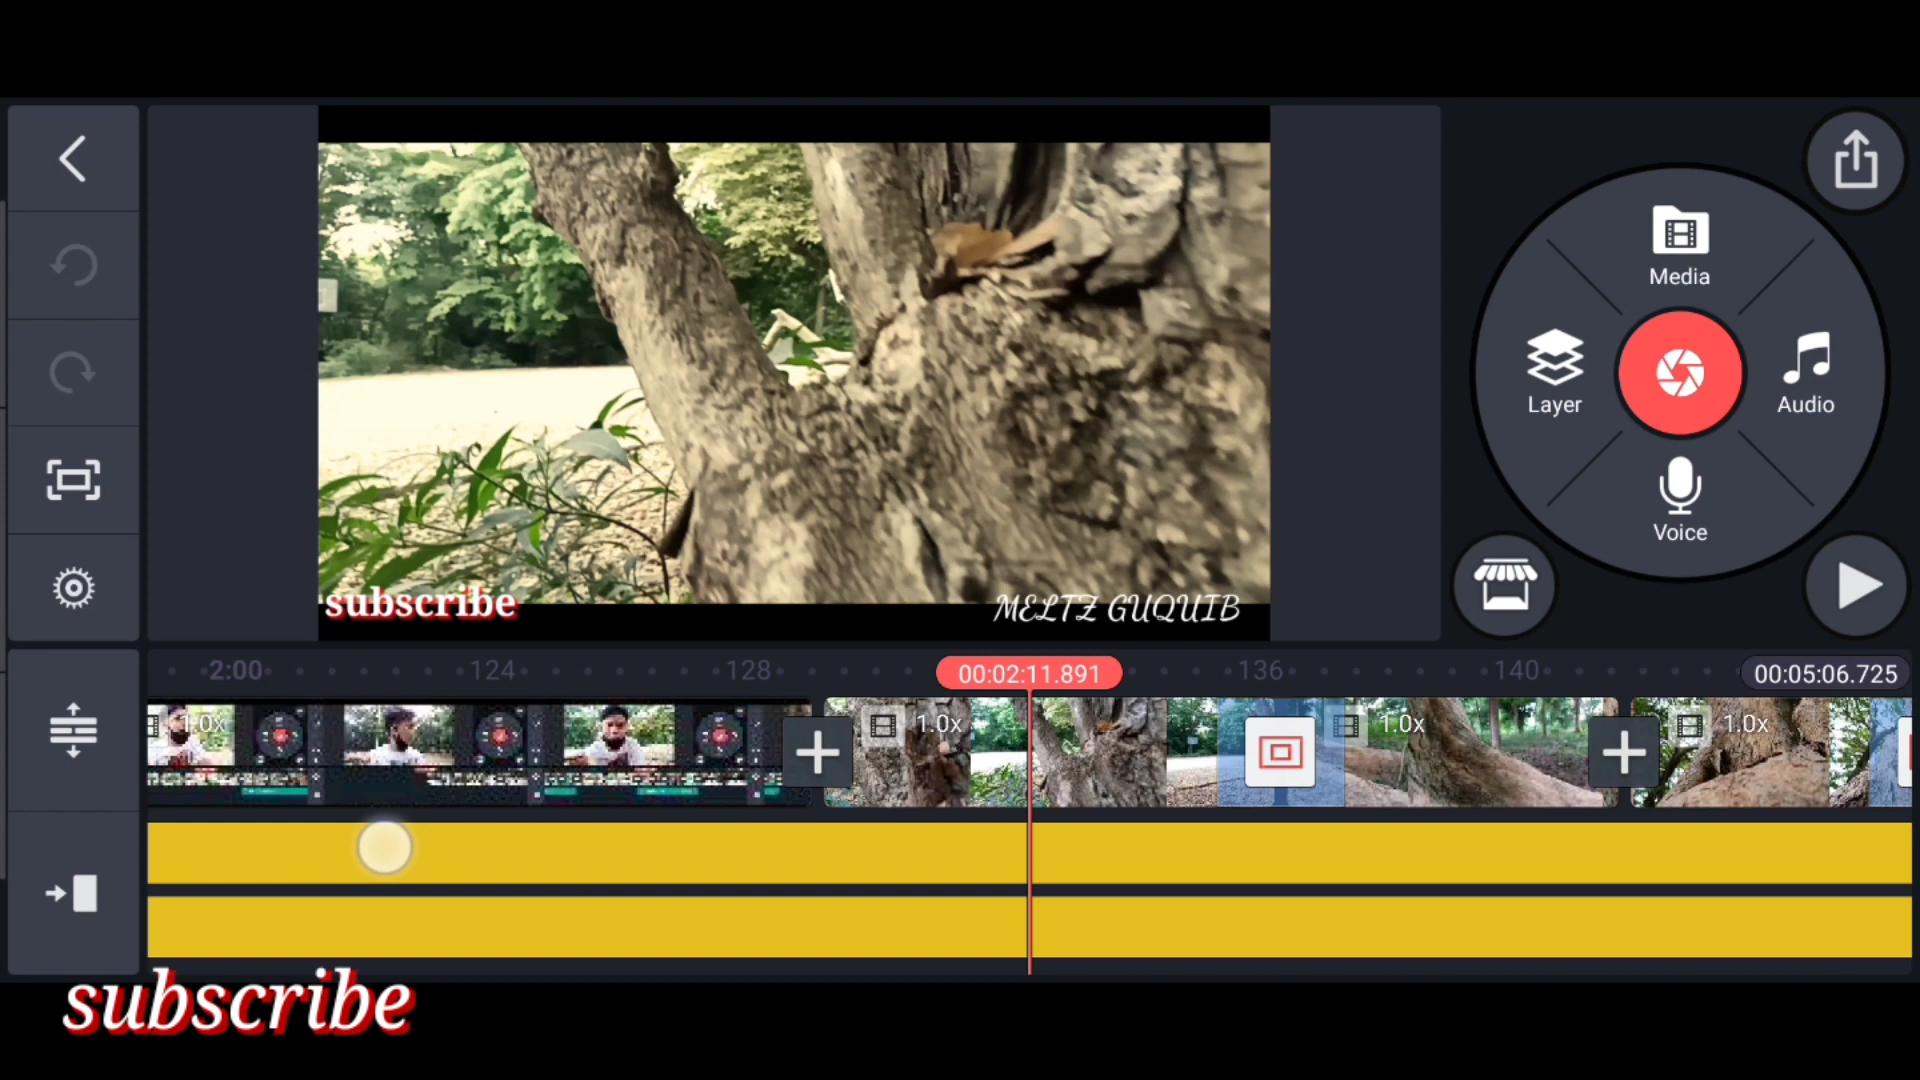 Media
Layer
Audio
Voice
subscribe
MELTZ GUQUIB
2:00
124
128
00:02:11.891
136
140
00:05:06.725
1.0x
1.0x
1.0x
1.0x
subscribe